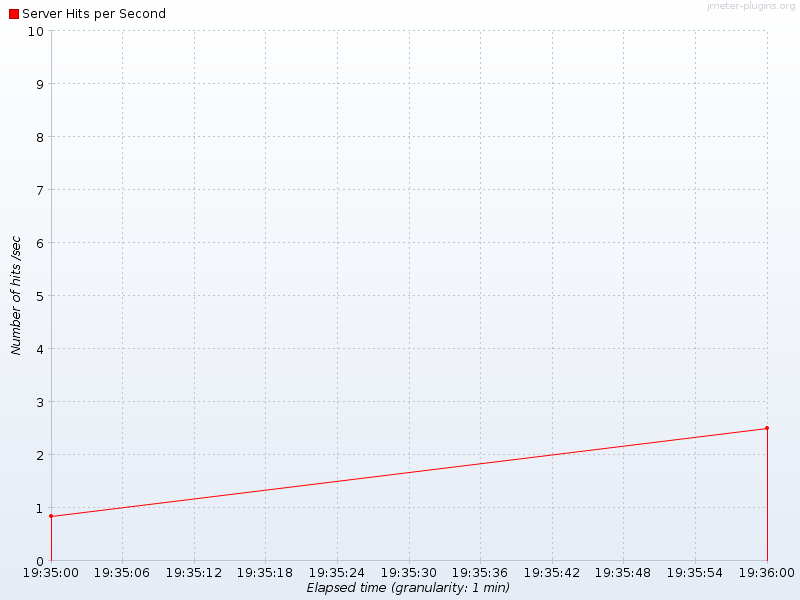 Server Hits per Second
jmeter-plugins.org
10
9
8
7
6
5
4
3
2
1
0
Number of hits /sec
19:35:00 19:35:06 19:35:12 19:35:18 19:35:24 19:35:30 19:35:36 19:35:42 19:35:48 19:35:54 19:36:00
Elapsed time (granularity: 1 min)